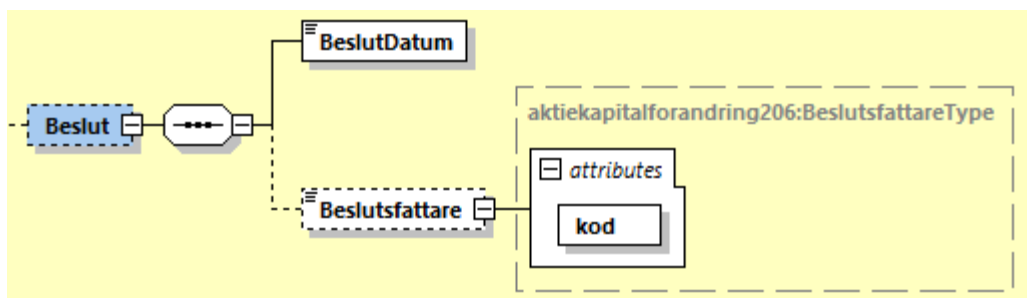 BeslutDatum
Beslut
aktiekapitalforandring206:BeslutsfattareType
attributes
Beslutsfattare
kod